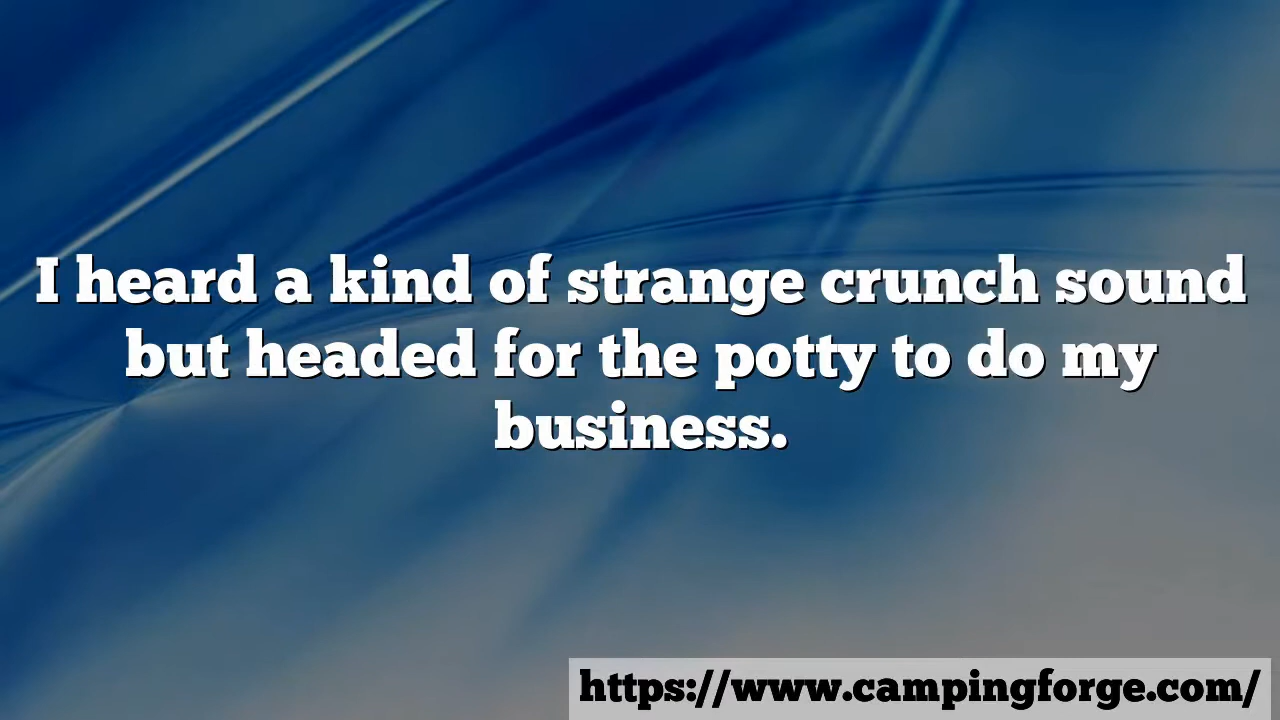 I heard a kind of strange crunch sound
but headed for the potty to do my
business.
https://www.campingforge.com/